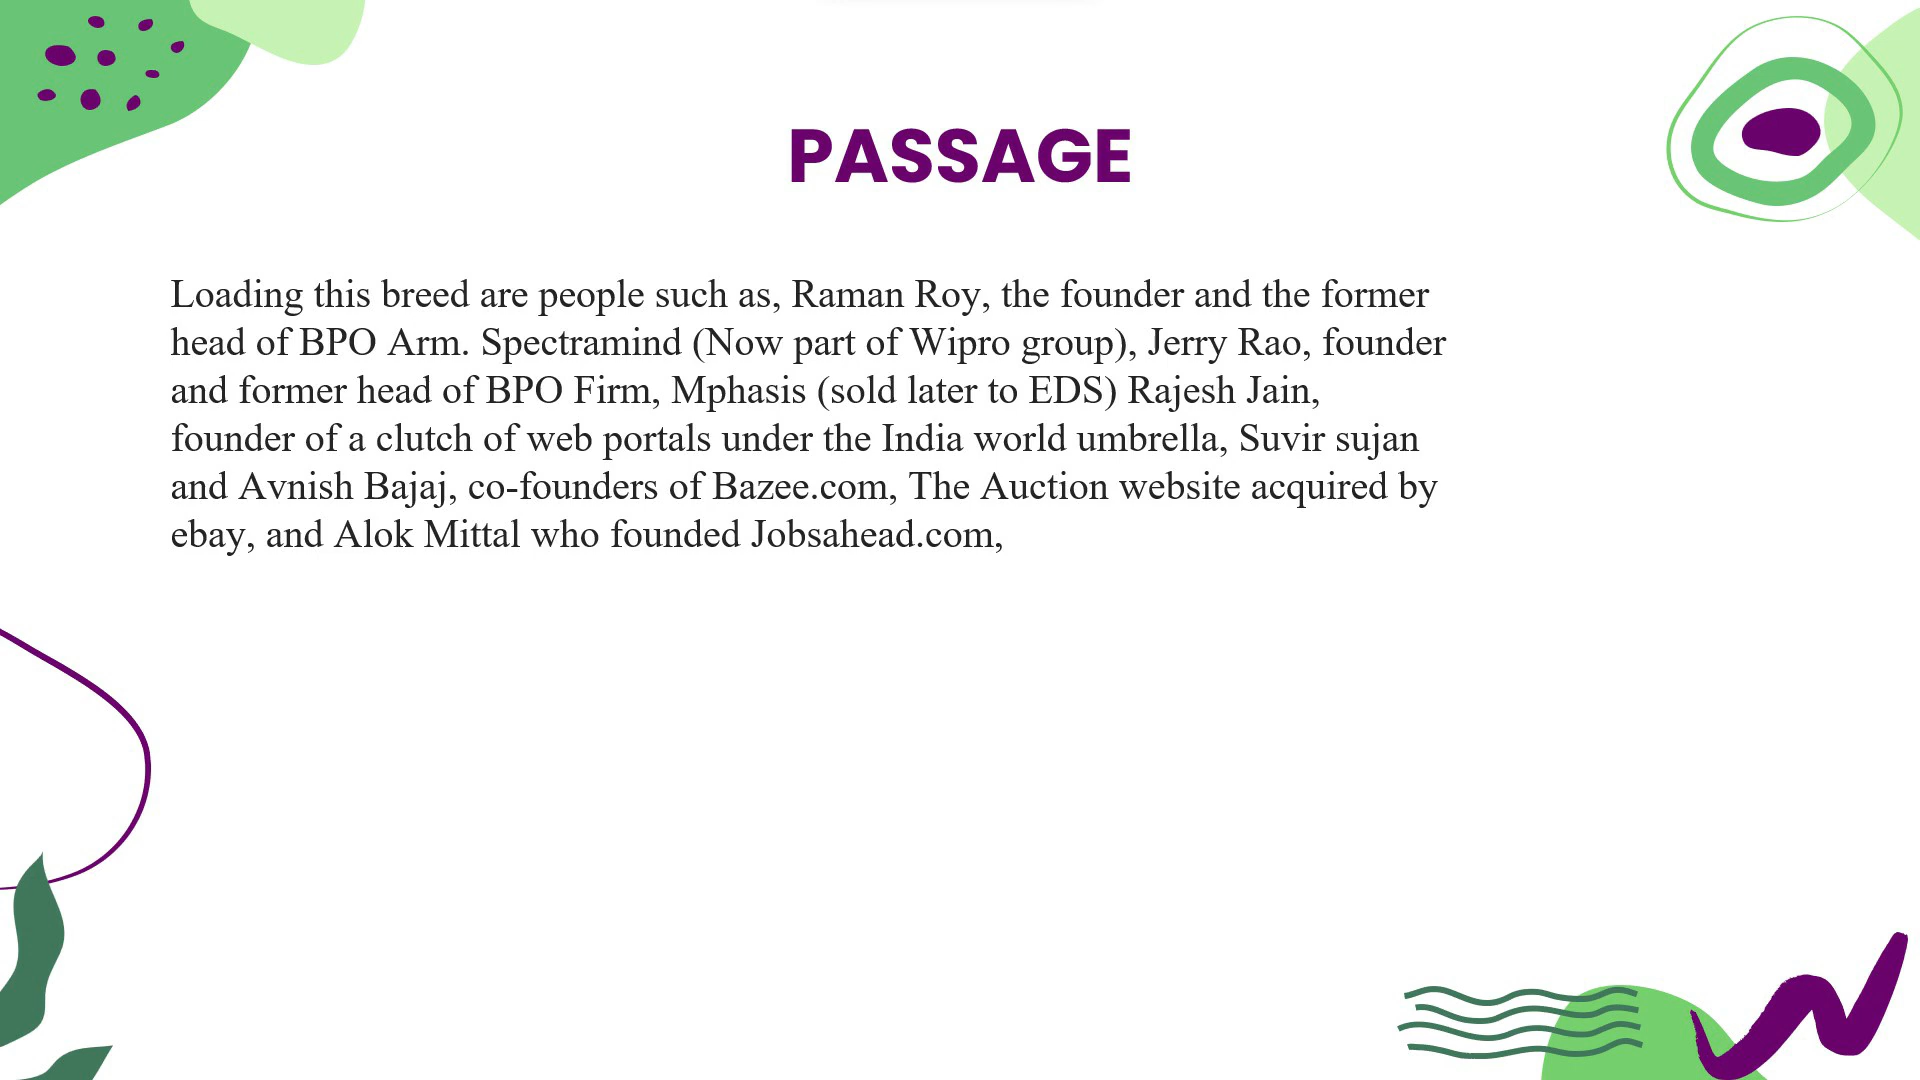 PASSAGE
Loading this breed are people such as, Raman Roy, the founder and the former
head of BPO Arm. Spectramind (Now part of Wipro group), Jerry Rao, founder
and former head of BPO Firm, Mphasis (sold later to EDS) Rajesh Jain,
founder of a clutch of web portals under the India world umbrella, Suvir sujan
and Avnish Bajaj, co-founders of Bazee.com, The Auction website acquired by
ebay, and Alok Mittal who founded Jobsahead.com,